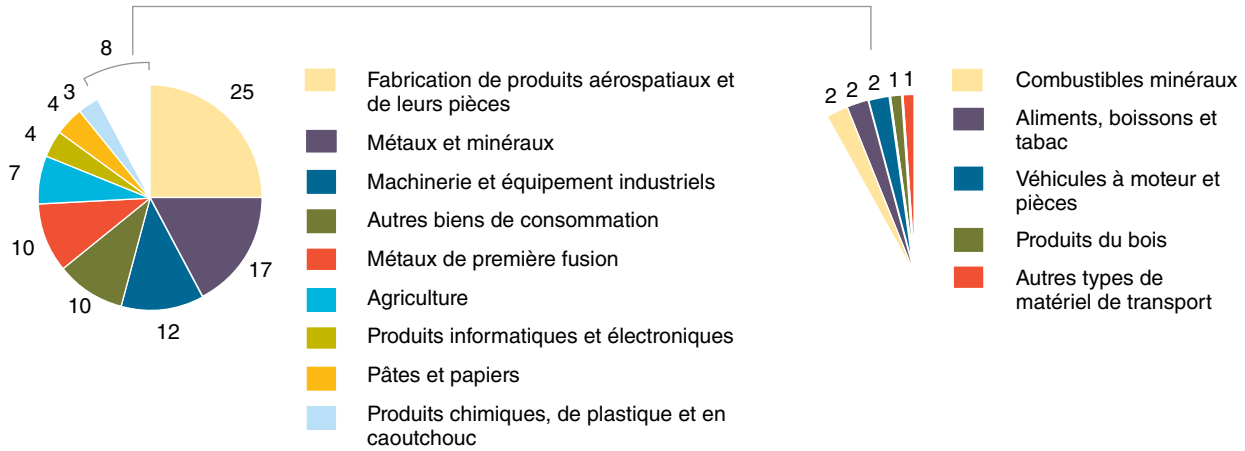 8
25
17
12
10
10
7
4
4
3
Fabrication de produits aérospatiaux et
de leurs pièces
Métaux et minéraux
Machinerie et équipement industriels
Autres biens de consommation
Métaux de première fusion
Agriculture
Produits informatiques et électroniques
Pâtes et papiers
Produits chimiques, de plastique et en
caoutchouc
2 2 2 1 1
Combustibles minéraux
Aliments, boissons et
tabac
Véhicules à moteur et
pièces
Produits du bois
Autres types de
matériel de transport